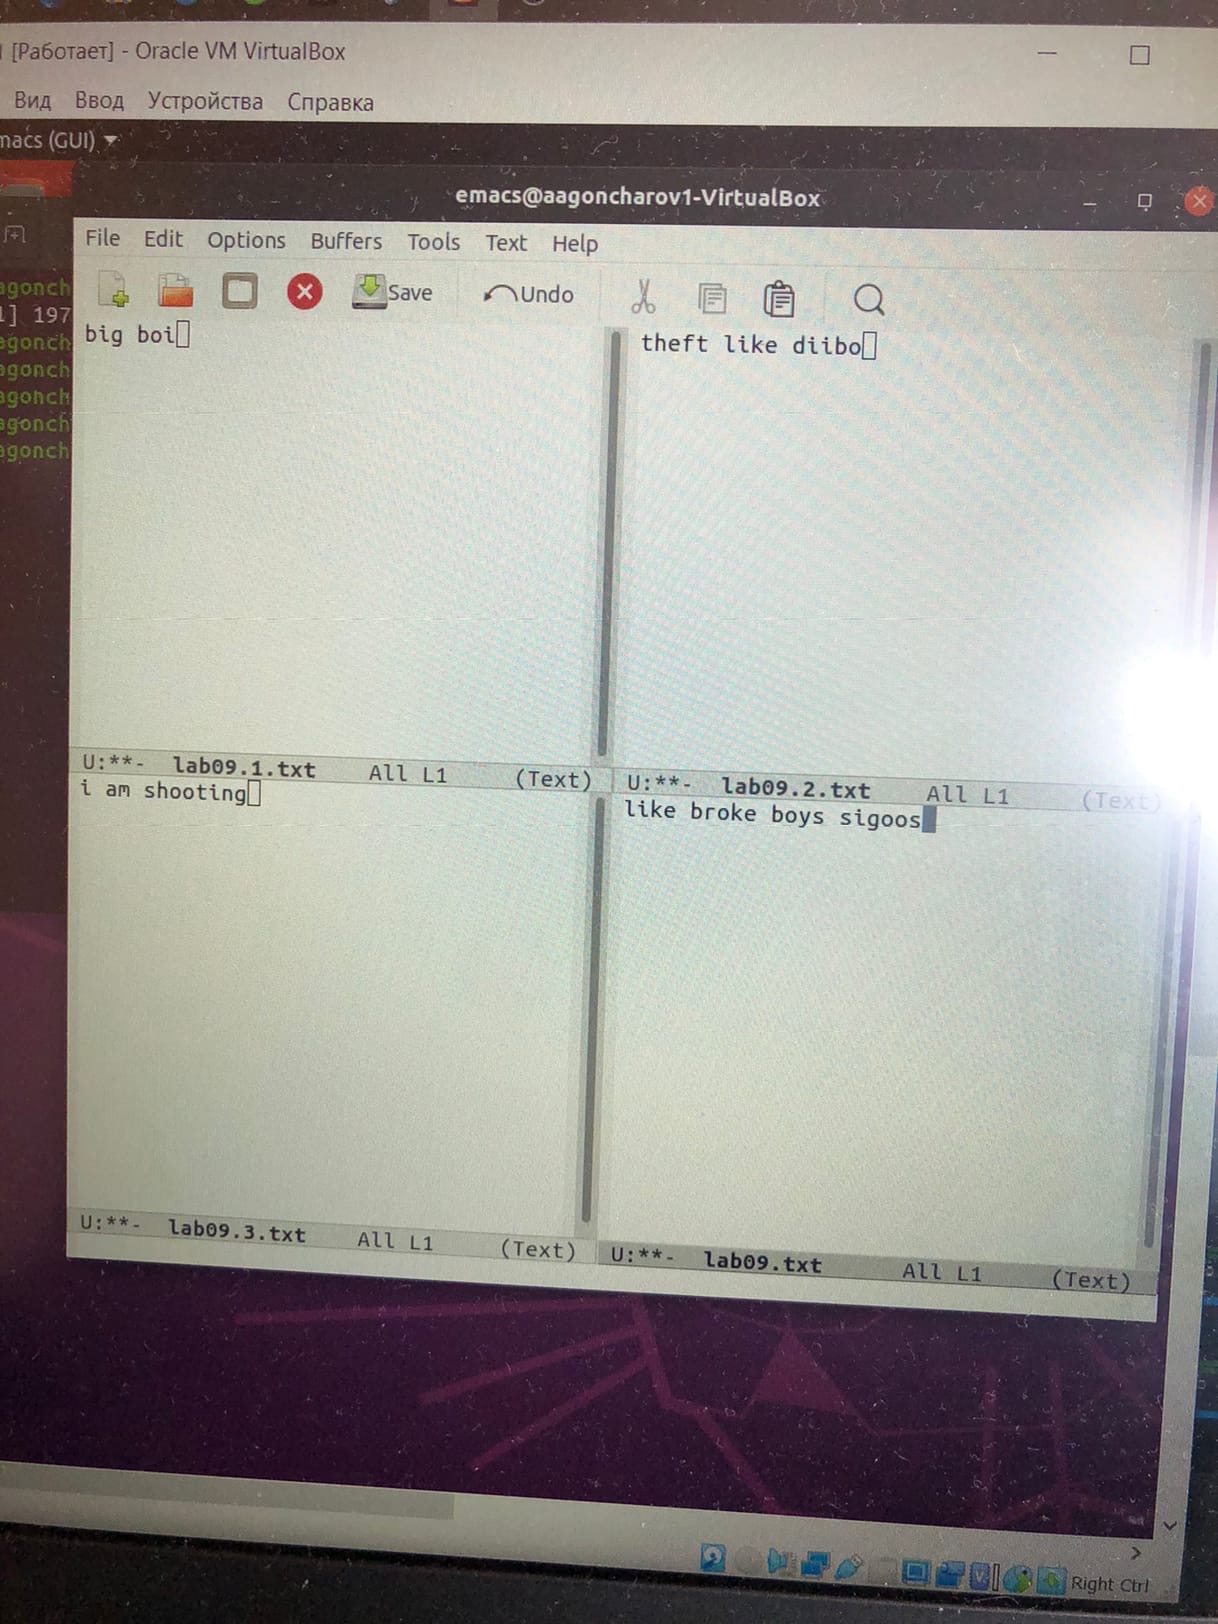 [Работает] - Oracle VM VirtualBox
Вид Ввод Устройства Справка
macs (GUI)
emacs@aagoncharov1-VirtualBox
File Edit Options Buffers Tools Text Help
Save Undo
agonch
1] 197
agonch
agonch
agonch
agonch
agonch
big boi
theft like diibo
U:**- lab09.1.txt All L1 (Text)
U:**- lab09.2.txt All L1 (Text)
i am shooting
like broke boys sigoos
U:**- lab09.3.txt All L1 (Text)
U:**- lab09.txt All L1 (Text)
Right Ctrl